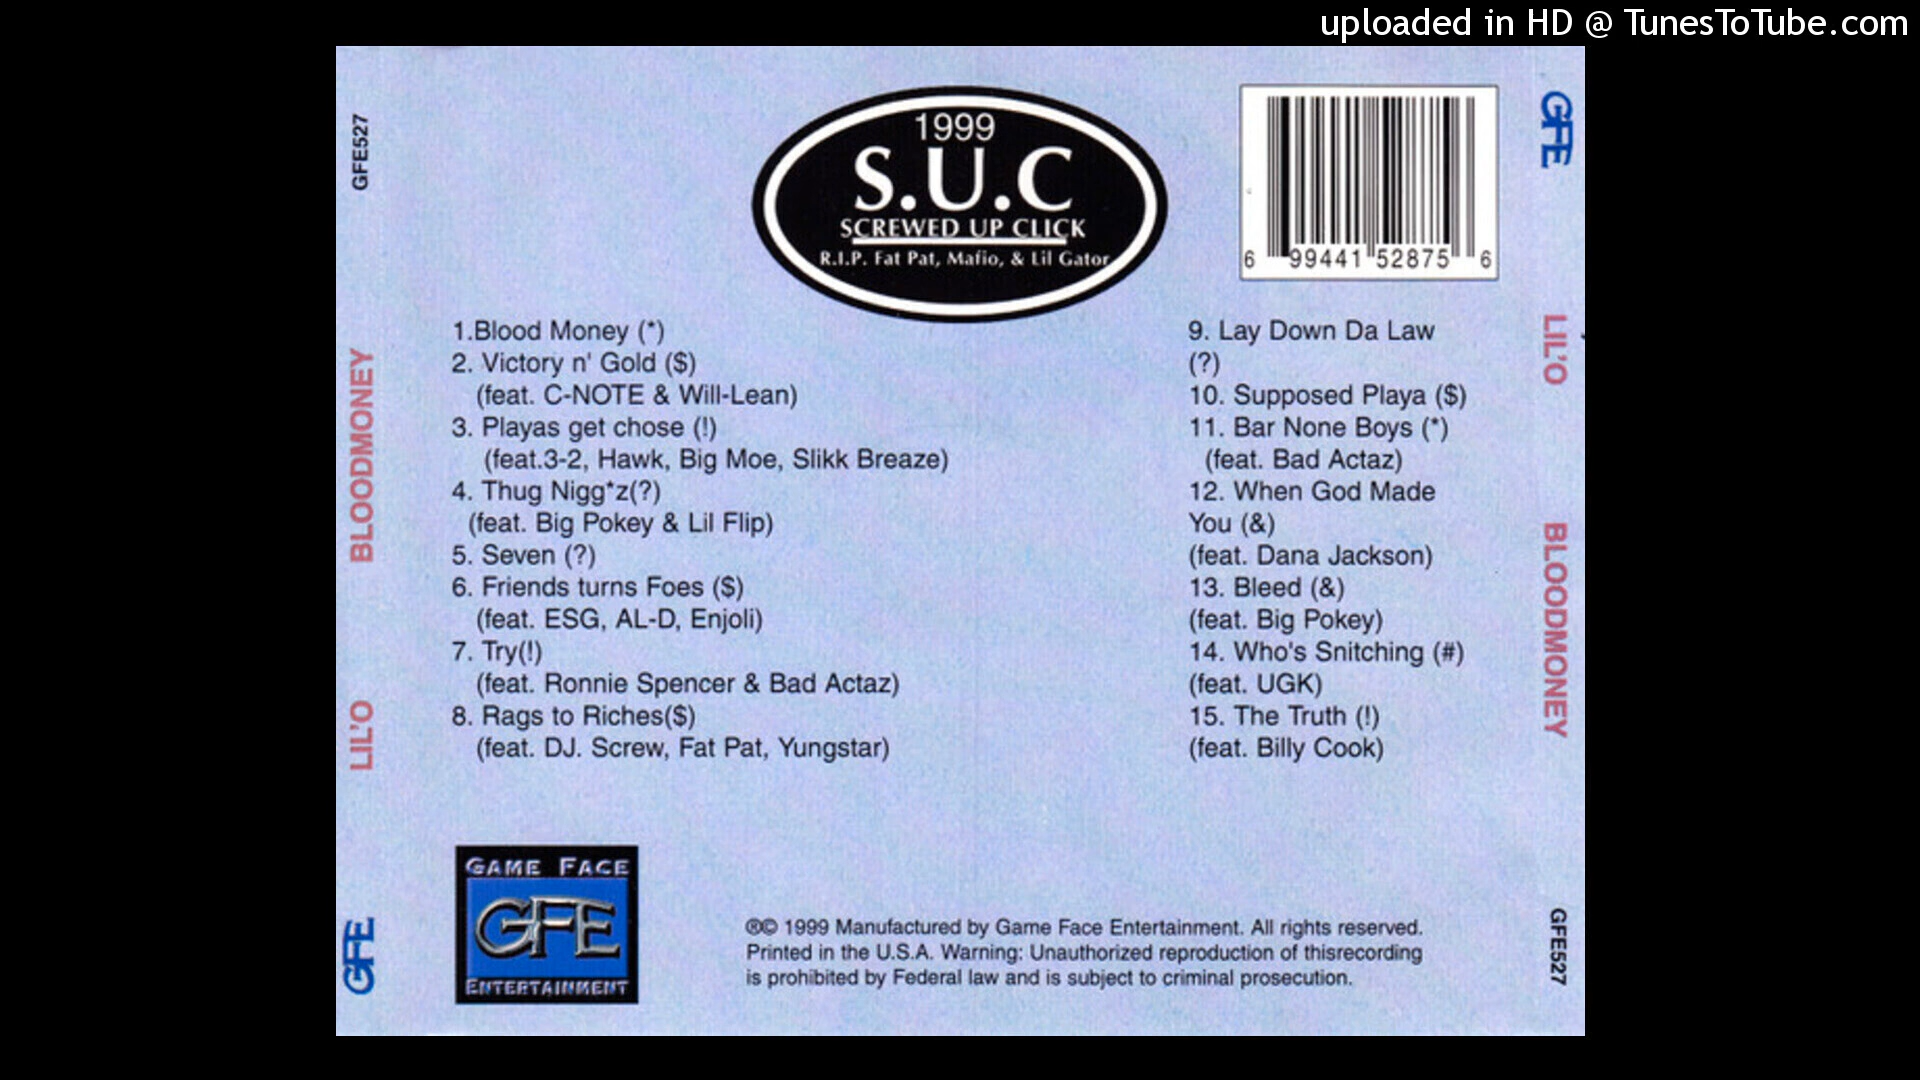 uploaded in HD @ TunesToTube.com
GFE527
BLOODMONEY
LIL'O
GFE
1999
S.U.C
SCREWED UP CLICK
R.I.P. Fat Pat, Mafio, & Lil Gator
6 99441 52875 6
1.Blood Money (*)
2. Victory n' Gold ($)
(feat. C-NOTE & Will-Lean)
3. Playas get chose (!)
(feat.3-2, Hawk, Big Moe, Slikk Breaze)
4. Thug Nigg*z(?)
(feat. Big Pokey & Lil Flip)
5. Seven (?)
6. Friends turns Foes ($)
(feat. ESG, AL-D, Enjoli)
7. Try(!)
(feat. Ronnie Spencer & Bad Actaz)
8. Rags to Riches($)
(feat. DJ. Screw, Fat Pat, Yungstar)
9. Lay Down Da Law
(?)
10. Supposed Playa ($)
11. Bar None Boys (*)
(feat. Bad Actaz)
12. When God Made
You (&)
(feat. Dana Jackson)
13. Bleed (&)
(feat. Big Pokey)
14. Who's Snitching (#)
(feat. UGK)
15. The Truth (!)
(feat. Billy Cook)
GAME FACE
GFE
ENTERTAINMENT
℗© 1999 Manufactured by Game Face Entertainment. All rights reserved.
Printed in the U.S.A. Warning: Unauthorized reproduction of thisrecording
is prohibited by Federal law and is subject to criminal prosecution.
GFE
LIL'O
BLOODMONEY
GFE527